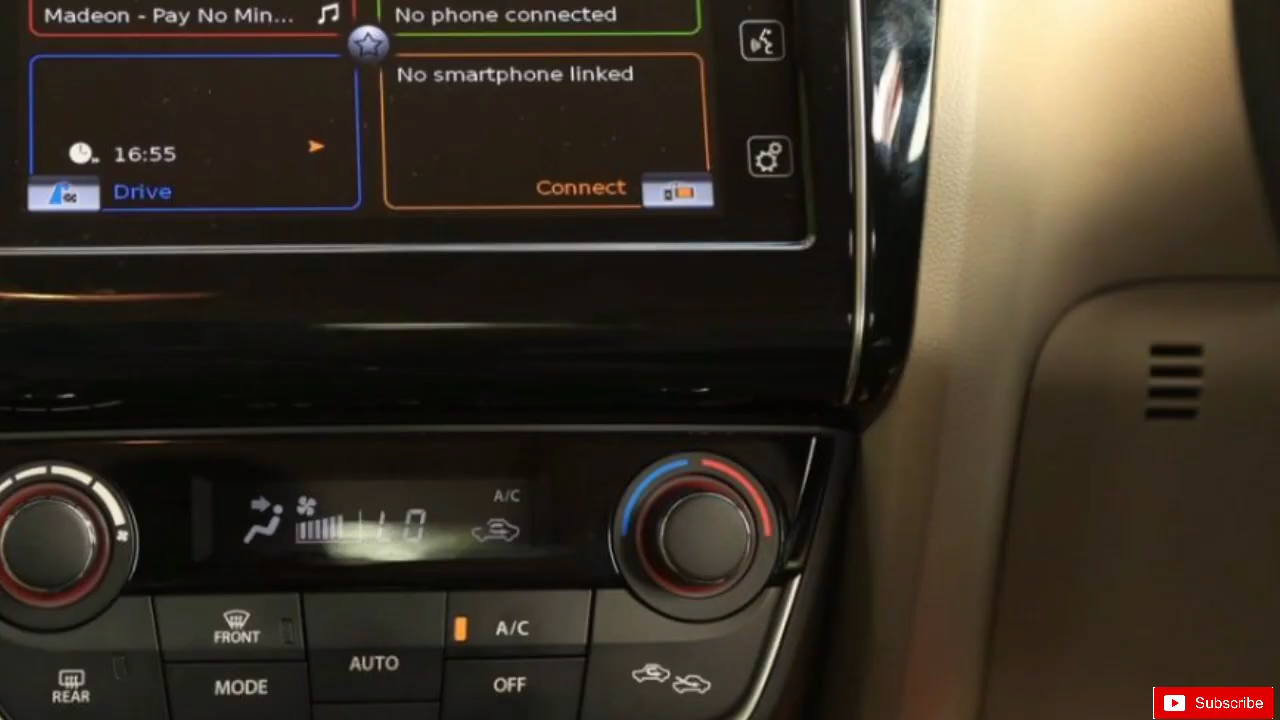 Madeon - Pay No Min...
No phone connected
No smartphone linked
16:55
Drive
Connect
A/C
FRONT
A/C
AUTO
REAR
MODE
OFF
Subscribe